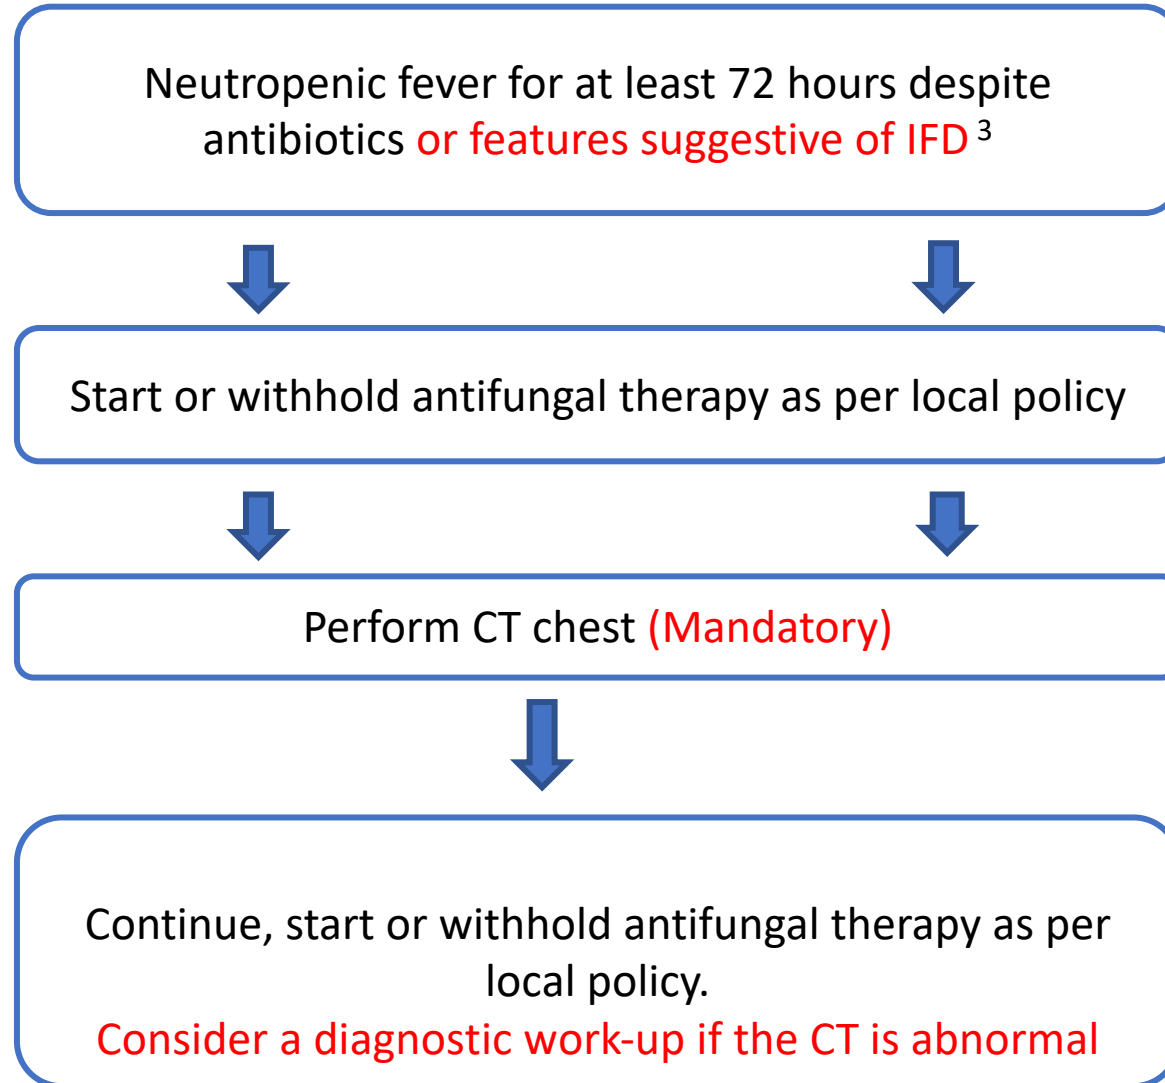 Neutropenic fever for at least 72 hours despite
antibiotics or features suggestive of IFD 3
Start or withhold antifungal therapy as per local policy
Perform CT chest (Mandatory)
Continue, start or withhold antifungal therapy as per
local policy.
Consider a diagnostic work-up if the CT is abnormal